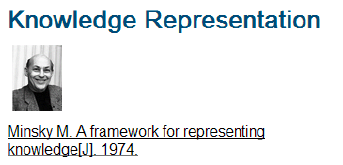 Knowledge Representation
Minsky M. A framework for representing
knowledge[J]. 1974.